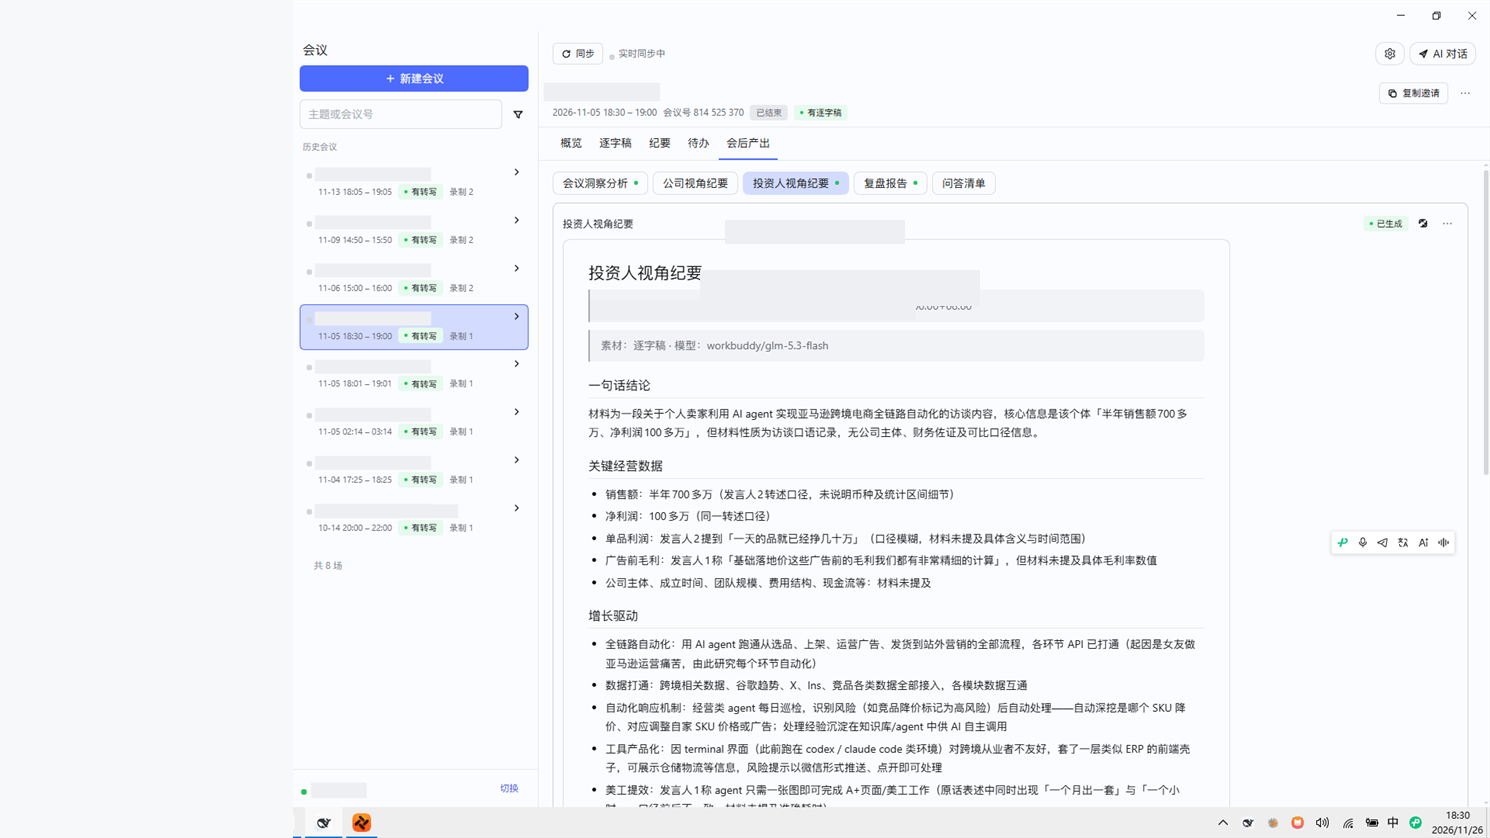 会议
+ 新建会议
主题或会议号
历史会议
11-13 18:05 – 19:05 有转写 录制 2
11-09 14:50 – 15:50 有转写 录制 2
11-06 15:00 – 16:00 有转写 录制 2
11-05 18:30 – 19:00 有转写 录制 1
11-05 18:01 – 19:01 有转写 录制 1
11-05 02:14 – 03:14 有转写 录制 1
11-04 17:25 – 18:25 有转写 录制 1
10-14 20:00 – 22:00 有转写 录制 1
共 8 场
切换
同步 实时同步中
AI 对话
复制邀请
2026-11-05 18:30 – 19:00 会议号 814 525 370 已结束 有逐字稿
概览 逐字稿 纪要 待办 会后产出
会议洞察分析 公司视角纪要 投资人视角纪要 复盘报告 问答清单
投资人视角纪要 已生成
投资人视角纪要
素材：逐字稿 · 模型：workbuddy/glm-5.3-flash
一句话结论
材料为一段关于个人卖家利用 AI agent 实现亚马逊跨境电商全链路自动化的访谈内容，核心信息是该个体「半年销售额 700 多
万、净利润 100 多万」，但材料性质为访谈口语记录，无公司主体、财务佐证及可比口径信息。
关键经营数据
• 销售额：半年 700 多万（发言人 2 转述口径，未说明币种及统计区间细节）
• 净利润：100 多万（同一转述口径）
• 单品利润：发言人 2 提到「一天的品就已经挣几十万」（口径模糊，材料未提及具体含义与时间范围）
• 广告前毛利：发言人 1 称「基础落地价这些广告前的毛利我们都有非常精细的计算」，但材料未提及具体毛利率数值
• 公司主体、成立时间、团队规模、费用结构、现金流等：材料未提及
增长驱动
• 全链路自动化：用 AI agent 跑通从选品、上架、运营广告、发货到站外营销的全部流程，各环节 API 已打通（起因是女友做
亚马逊运营痛苦，由此研究每个环节自动化）
• 数据打通：跨境相关数据、谷歌趋势、X、Ins、竞品各类数据全部接入，各模块数据互通
• 自动化响应机制：经营类 agent 每日巡检，识别风险（如竞品降价标记为高风险）后自动处理——自动深挖是哪个 SKU 降
价、对应调整自家 SKU 价格或广告；处理经验沉淀在知识库/agent 中供 AI 自主调用
• 工具产品化：因 terminal 界面（此前跑在 codex / claude code 类环境）对跨境从业者不友好，套了一层类似 ERP 的前端壳
子，可展示仓储物流等信息，风险提示以微信形式推送、点开即可处理
• 美工提效：发言人 1 称 agent 只需一张图即可完成 A+页面/美工工作（原话表述中同时出现「一个月出一套」与「一个小
中
18:30
2026/11/26